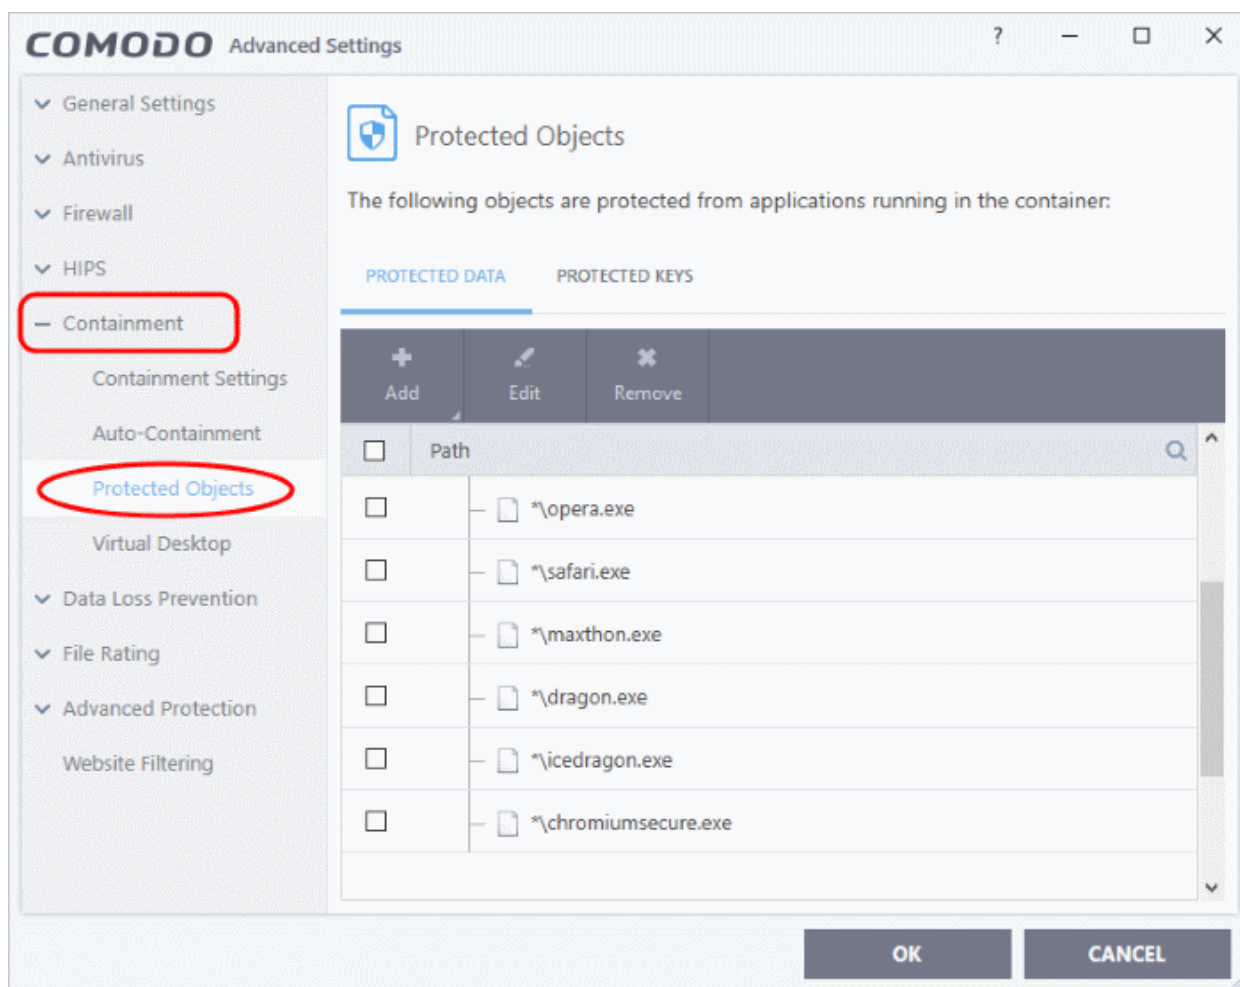 COMODO Advanced Settings
?
General Settings
Antivirus
Firewall
HIPS
Containment
Containment Settings
Auto-Containment
Protected Objects
Virtual Desktop
Data Loss Prevention
File Rating
Advanced Protection
Website Filtering
Protected Objects
The following objects are protected from applications running in the container:
PROTECTED DATA PROTECTED KEYS
Add Edit Remove
Path
*\opera.exe
*\safari.exe
*\maxthon.exe
*\dragon.exe
*\icedragon.exe
*\chromiumsecure.exe
OK CANCEL